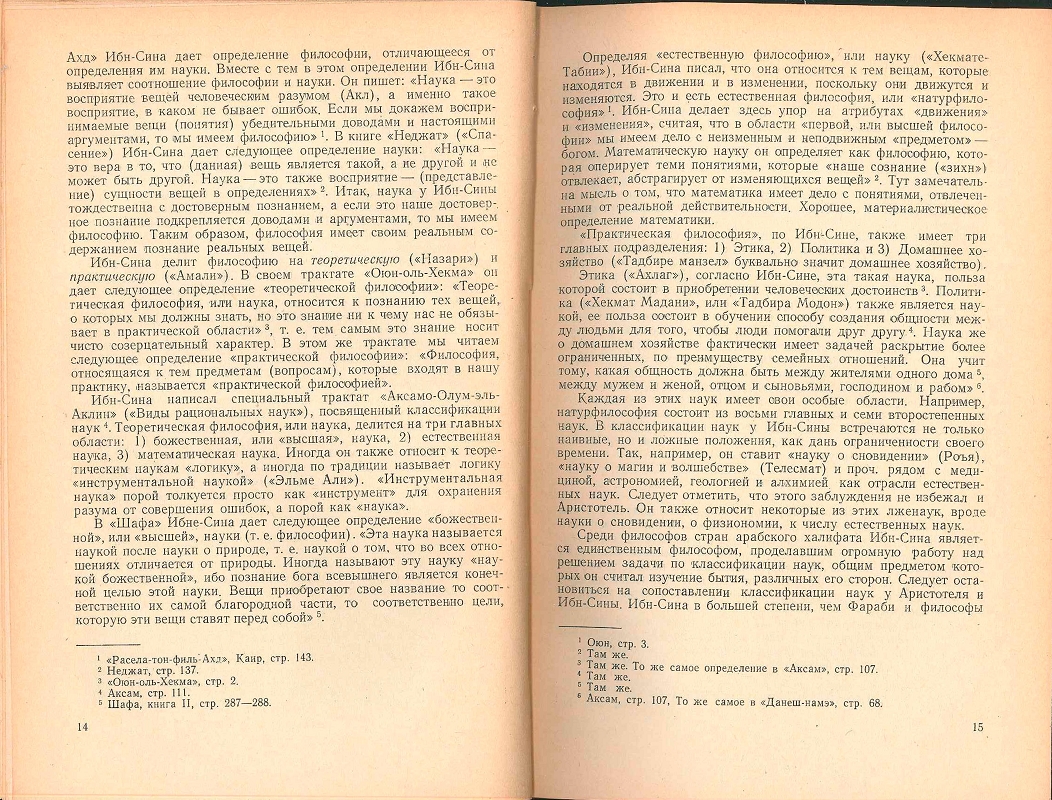 Ахд» Ибн-Сина дает определение философии, отличающееся от
определения им науки. Вместе с тем в этом определении Ибн-Сина
выявляет соотношение философии и науки. Он пишет: «Наука — это
восприятие вещей человеческим разумом (Акл), а именно такое
восприятие, в каком не бывает ошибок. Если мы докажем воспри-
нимаемые вещи (понятия) убедительными доводами и настоящими
аргументами, то мы имеем философию» ¹. В книге «Неджат» («Спа-
сение») Ибн-Сина дает следующее определение науки: «Наука —
это вера в то, что (данная) вещь является такой, а не другой и не
может быть другой. Наука — это также восприятие — (представле-
ние) сущности вещей в определениях» ². Итак, наука у Ибн-Сины
тождественна с достоверным познанием, а если это наше достовер-
ное познание подкрепляется доводами и аргументами, то мы имеем
философию. Таким образом, философия имеет своим реальным со-
держанием познание реальных вещей.
Ибн-Сина делит философию на теоретическую («Назари») и
практическую («Амали»). В своем трактате «Оюн-оль-Хекма» он
дает следующее определение «теоретической философии»: «Теоре-
тическая философия, или наука, относится к познанию тех вещей,
о которых мы должны знать, но это знание ни к чему нас не обязы-
вает в практической области» ³, т. е. тем самым это знание носит
чисто созерцательный характер. В этом же трактате мы читаем
следующее определение «практической философии»: «Философия,
относящаяся к тем предметам (вопросам), которые входят в нашу
практику, называется «практической философией».
Ибн-Сина написал специальный трактат «Аксамо-Олум-эль-
Аклин» («Виды рациональных наук»), посвященный классификации
наук ⁴. Теоретическая философия, или наука, делится на три главных
области: 1) божественная, или «высшая», наука, 2) естественная
наука, 3) математическая наука. Иногда он также относит к теоре-
тическим наукам «логику», а иногда по традиции называет логику
«инструментальной наукой» («Эльме Али»). «Инструментальная
наука» порой толкуется просто как «инструмент» для охранения
разума от совершения ошибок, а порой как «наука».
В «Шафа» Ибне-Сина дает следующее определение «божествен-
ной», или «высшей», науки (т. е. философии). «Эта наука называется
наукой после науки о природе, т. е. наукой о том, что во всех отно-
шениях отличается от природы. Иногда называют эту науку «нау-
кой божественной», ибо познание бога всевышнего является конеч-
ной целью этой науки. Вещи приобретают свое название то соот-
ветственно их самой благородной части, то соответственно цели,
которую эти вещи ставят перед собой» ⁵.
¹ «Расела-тон-филь-Ахд», Каир, стр. 143.
² Неджат, стр. 137.
³ «Оюн-оль-Хекма», стр. 2.
⁴ Аксам, стр. 111.
⁵ Шафа, книга II, стр. 287—288.
14
Определяя «естественную философию», или науку («Хекмате-
Табии»), Ибн-Сина писал, что она относится к тем вещам, которые
находятся в движении и в изменении, поскольку они движутся и
изменяются. Это и есть естественная философия, или «натурфило-
софия» ¹. Ибн-Сина делает здесь упор на атрибутах «движения»
и «изменения», считая, что в области «первой, или высшей филосо-
фии» мы имеем дело с неизменным и неподвижным «предметом» —
богом. Математическую науку он определяет как философию, кото-
рая оперирует теми понятиями, которые «наше сознание («зихн»)
отвлекает, абстрагирует от изменяющихся вещей» ². Тут замечатель-
на мысль о том, что математика имеет дело с понятиями, отвлечен-
ными от реальной действительности. Хорошее, материалистическое
определение математики.
«Практическая философия», по Ибн-Сине, также имеет три
главных подразделения: 1) Этика, 2) Политика и 3) Домашнее хо-
зяйство («Тадбире манзел» буквально значит домашнее хозяйство).
Этика («Ахлаг»), согласно Ибн-Сине, эта такая наука, польза
которой состоит в приобретении человеческих достоинств ³. Полити-
ка («Хекмат Мадани», или «Тадбира Модон») также является нау-
кой, ее польза состоит в обучении способу создания общности меж-
ду людьми для того, чтобы люди помогали друг другу ⁴. Наука же
о домашнем хозяйстве фактически имеет задачей раскрытие более
ограниченных, по преимуществу семейных отношений. Она учит
тому, какая общность должна быть между жителями одного дома ⁵,
между мужем и женой, отцом и сыновьями, господином и рабом» ⁶.
Каждая из этих наук имеет свои особые области. Например,
натурфилософия состоит из восьми главных и семи второстепенных
наук. В классификации наук у Ибн-Сины встречаются не только
наивные, но и ложные положения, как дань ограниченности своего
времени. Так, например, он ставит «науку о сновидении» (Роъя),
«науку о магии и волшебстве» (Телесмат) и проч. рядом с меди-
циной, астрономией, геологией и алхимией как отрасли естествен-
ных наук. Следует отметить, что этого заблуждения не избежал и
Аристотель. Он также относит некоторые из этих лженаук, вроде
науки о сновидении, о физиономии, к числу естественных наук.
Среди философов стран арабского халифата Ибн-Сина являет-
ся единственным философом, проделавшим огромную работу над
решением задачи по классификации наук, общим предметом кото-
рых он считал изучение бытия, различных его сторон. Следует оста-
новиться на сопоставлении классификации наук у Аристотеля и
Ибн-Сины. Ибн-Сина в большей степени, чем Фараби и философы
¹ Оюн, стр. 3.
² Там же.
³ Там же. То же самое определение в «Аксам», стр. 107.
⁴ Там же.
⁵ Там же.
⁶ Аксам, стр. 107, То же самое в «Данеш-намэ», стр. 68.
15